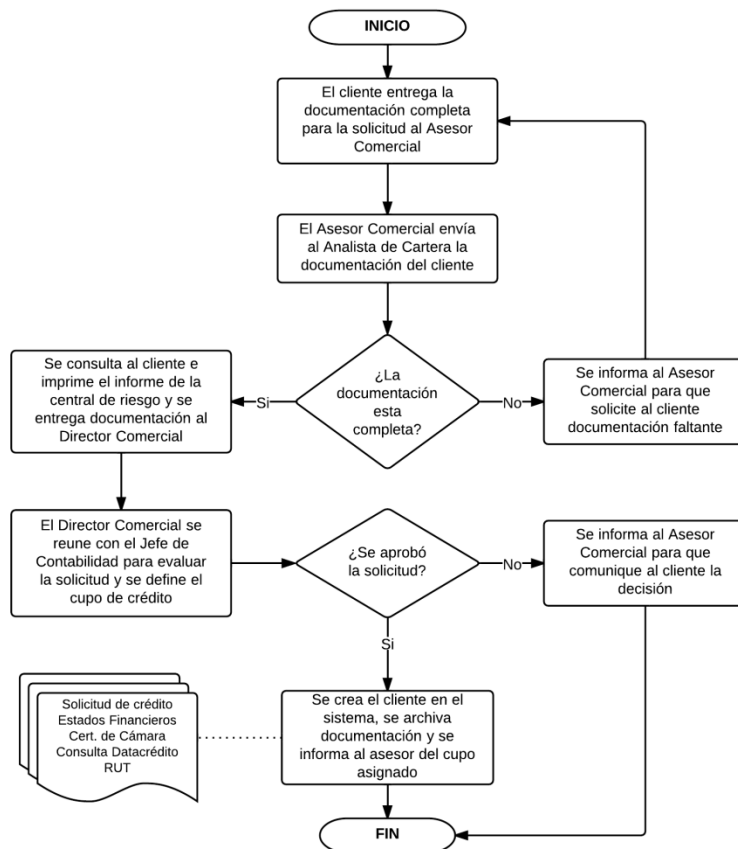 INICIO
El cliente entrega la
documentación completa
para la solicitud al Asesor
Comercial
El Asesor Comercial envía
al Analista de Cartera la
documentación del cliente
¿La
documentación
esta
completa?
Si
No
Se consulta al cliente e
imprime el informe de la
central de riesgo y se
entrega documentación al
Director Comercial
Se informa al Asesor
Comercial para que
solicite al cliente
documentación faltante
El Director Comercial se
reune con el Jefe de
Contabilidad para evaluar
la solicitud y se define el
cupo de crédito
¿Se aprobó
la solicitud?
No
Se informa al Asesor
Comercial para que
comunique al cliente la
decisión
Si
Solicitud de crédito
Estados Financieros
Cert. de Cámara
Consulta Datacrédito
RUT
Se crea el cliente en el
sistema, se archiva
documentación y se
informa al asesor del cupo
asignado
FIN